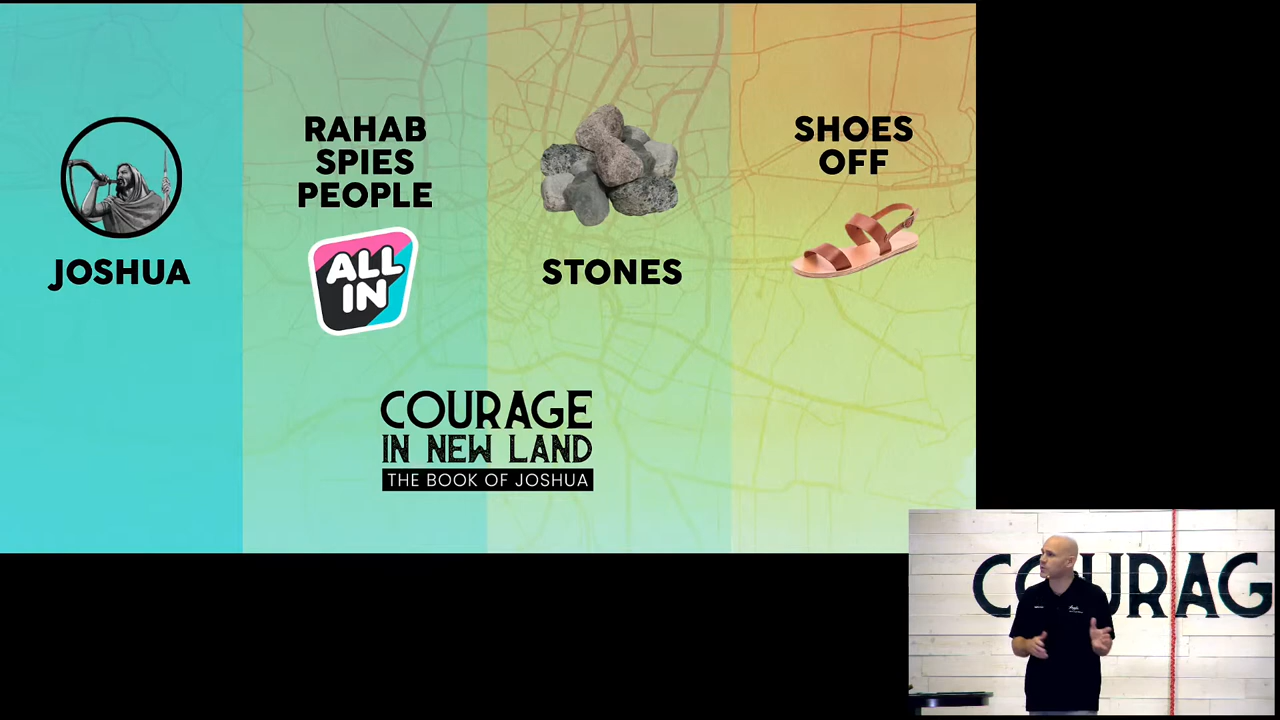 JOSHUA
RAHAB
SPIES
PEOPLE
ALL
IN
STONES
SHOES
OFF
COURAGE
IN NEW LAND
THE BOOK OF JOSHUA
COURAG